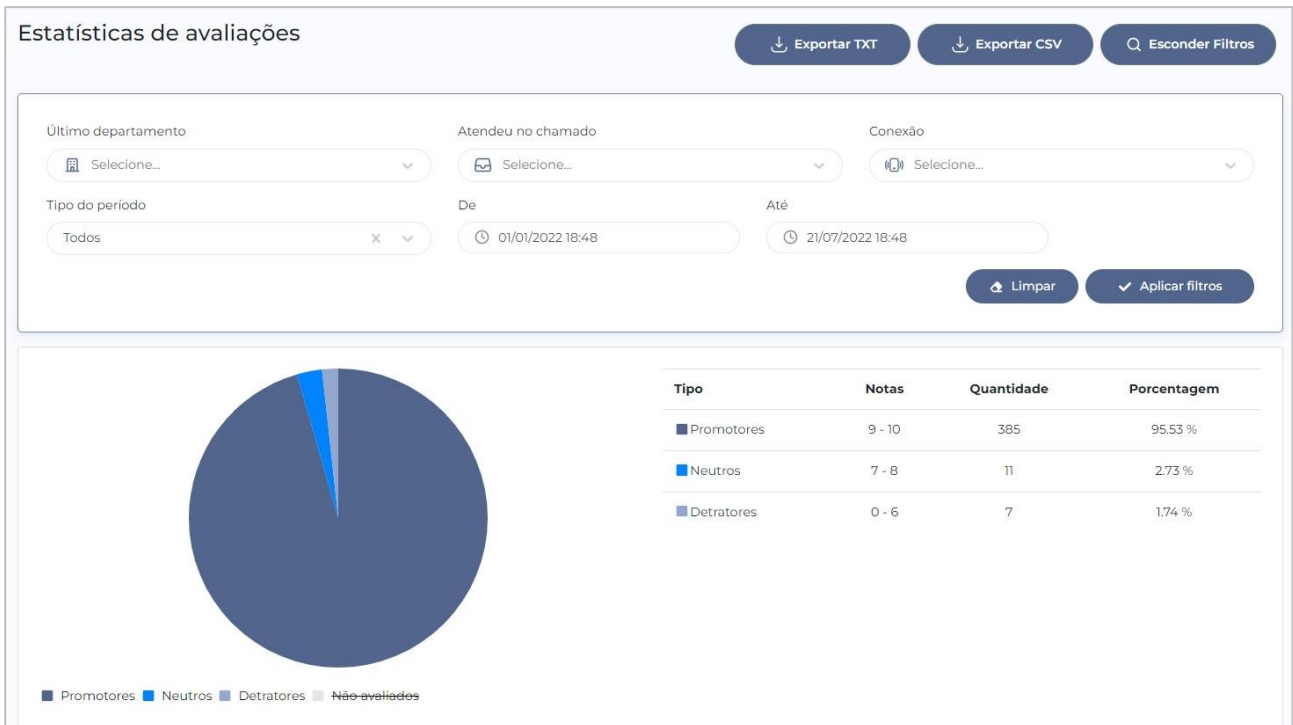 Estatísticas de avaliações
Exportar TXT
Exportar CSV
Esconder Filtros
Último departamento
Atendeu no chamado
Conexão
Selecione...
Selecione...
Selecione...
Tipo do período
De
Até
Todos
01/01/2022 18:48
21/07/2022 18:48
Limpar
Aplicar filtros
Tipo Notas Quantidade Porcentagem
Promotores 9 - 10 385 95.53 %
Neutros 7 - 8 11 2.73 %
Detratores 0 - 6 7 1.74 %
Promotores Neutros Detratores Não avaliados